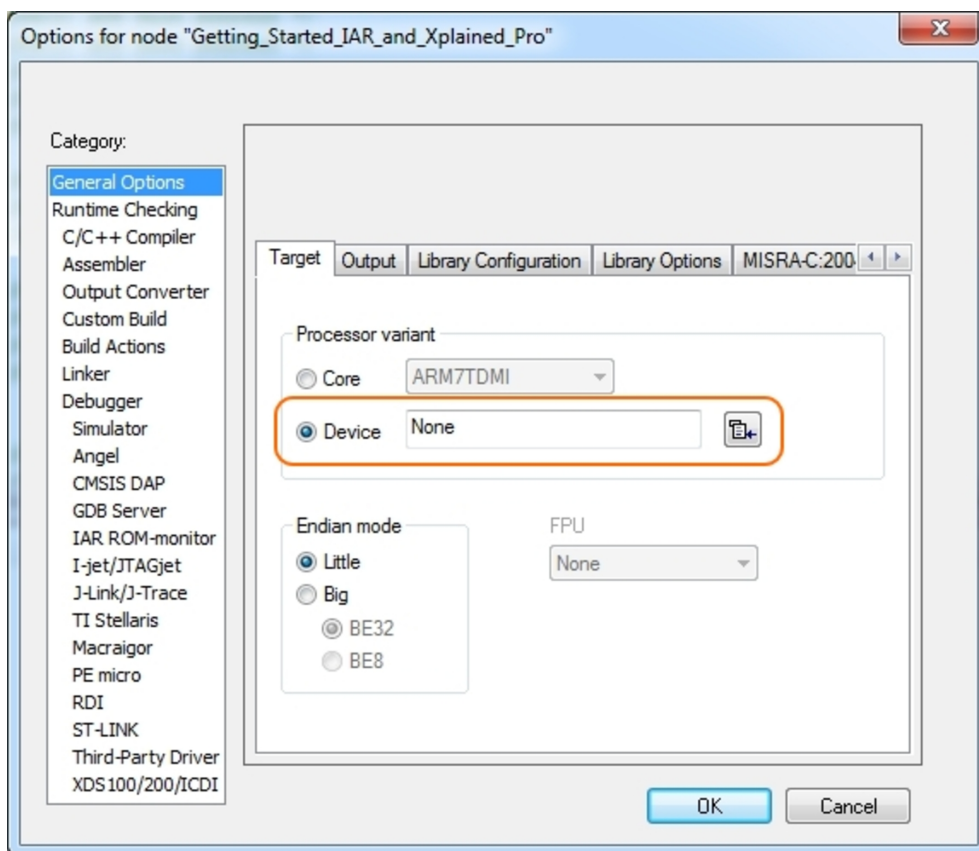 Options for node "Getting_Started_IAR_and_Xplained_Pro"
Category:
General Options
Runtime Checking
C/C++ Compiler
Assembler
Output Converter
Custom Build
Build Actions
Linker
Debugger
Simulator
Angel
CMSIS DAP
GDB Server
IAR ROM-monitor
I-jet/JTAGjet
J-Link/J-Trace
TI Stellaris
Macraigor
PE micro
RDI
ST-LINK
Third-Party Driver
XDS100/200/ICDI
Target Output Library Configuration Library Options MISRA-C:200
Processor variant
Core ARM7TDMI
Device None
Endian mode
Little
Big
BE32
BE8
FPU
None
OK Cancel